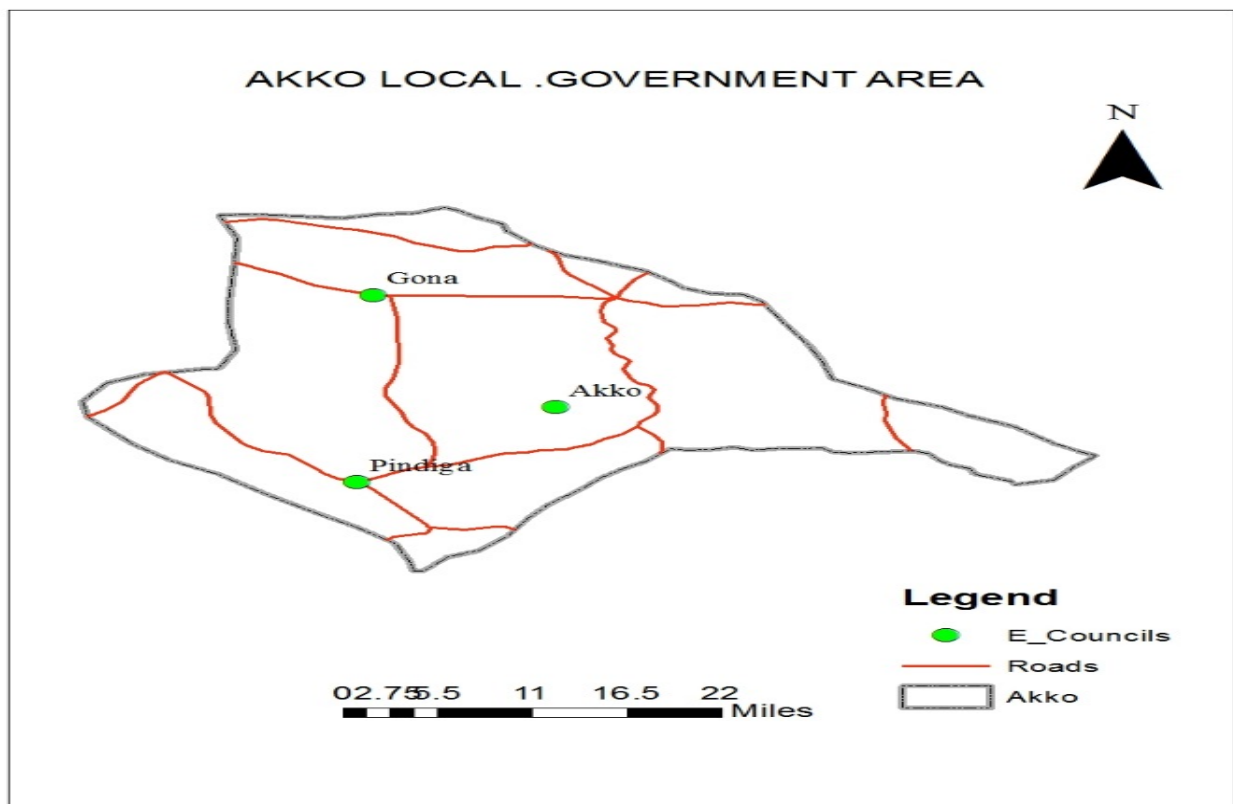 AKKO LOCAL .GOVERNMENT AREA
N
Gona
Akko
Pindiga
Legend
E_Councils
Roads
Akko
02.755.5 11 16.5 22
Miles